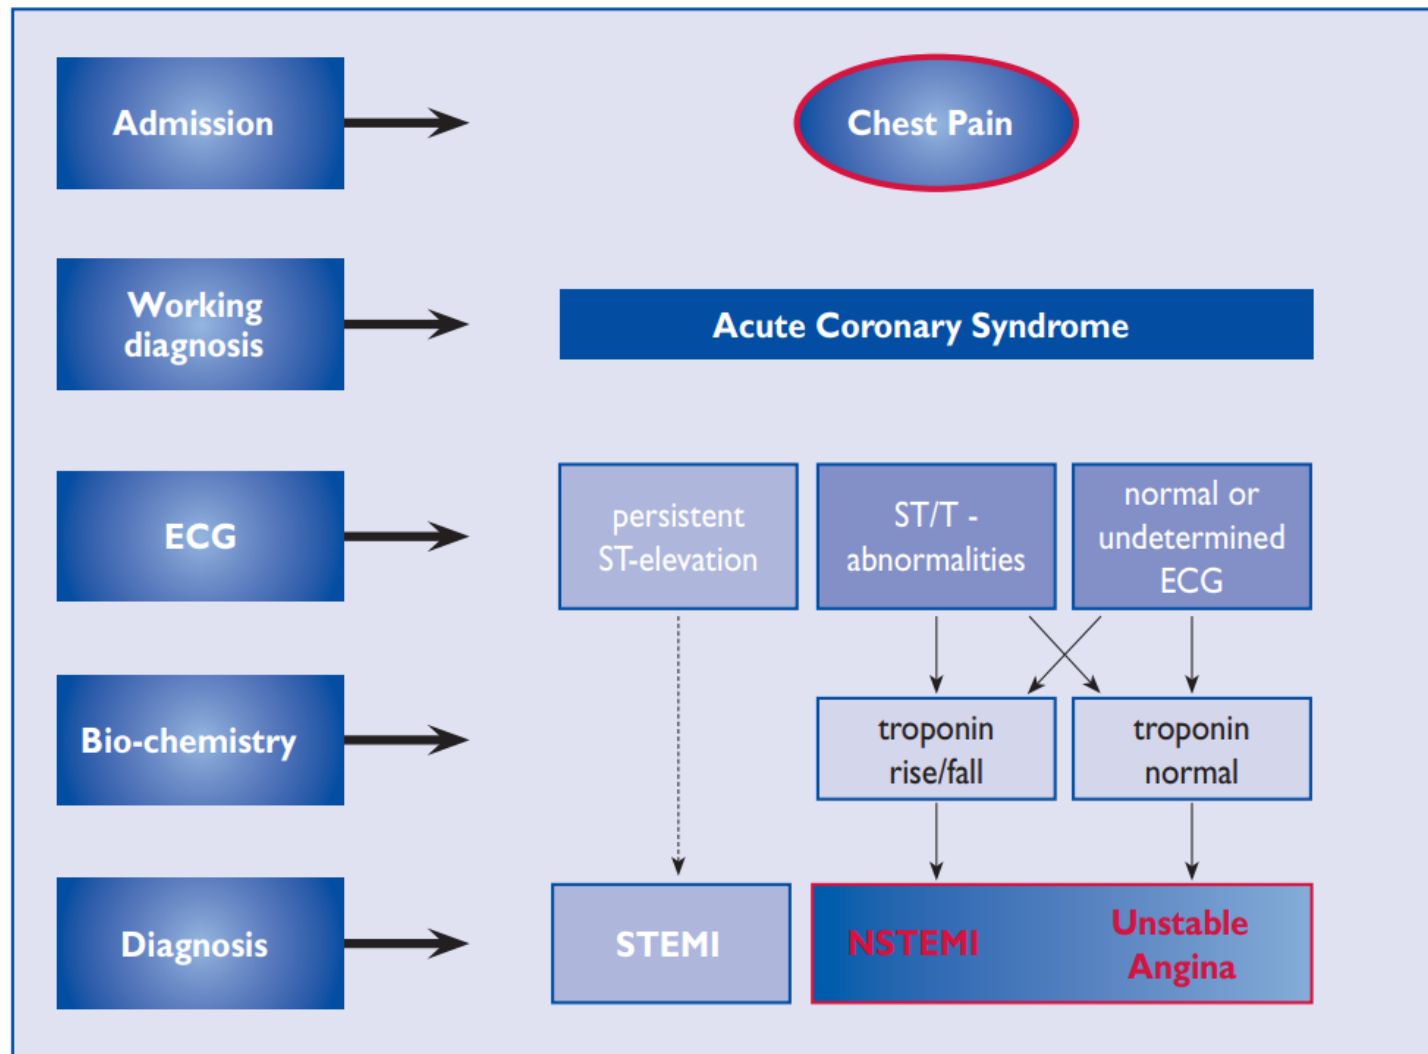 Admission
Chest Pain
Working
diagnosis
Acute Coronary Syndrome
ECG
persistent
ST-elevation
ST/T -
abnormalities
normal or
undetermined
ECG
Bio-chemistry
troponin
rise/fall
troponin
normal
Diagnosis
STEMI
NSTEMI
Unstable
Angina